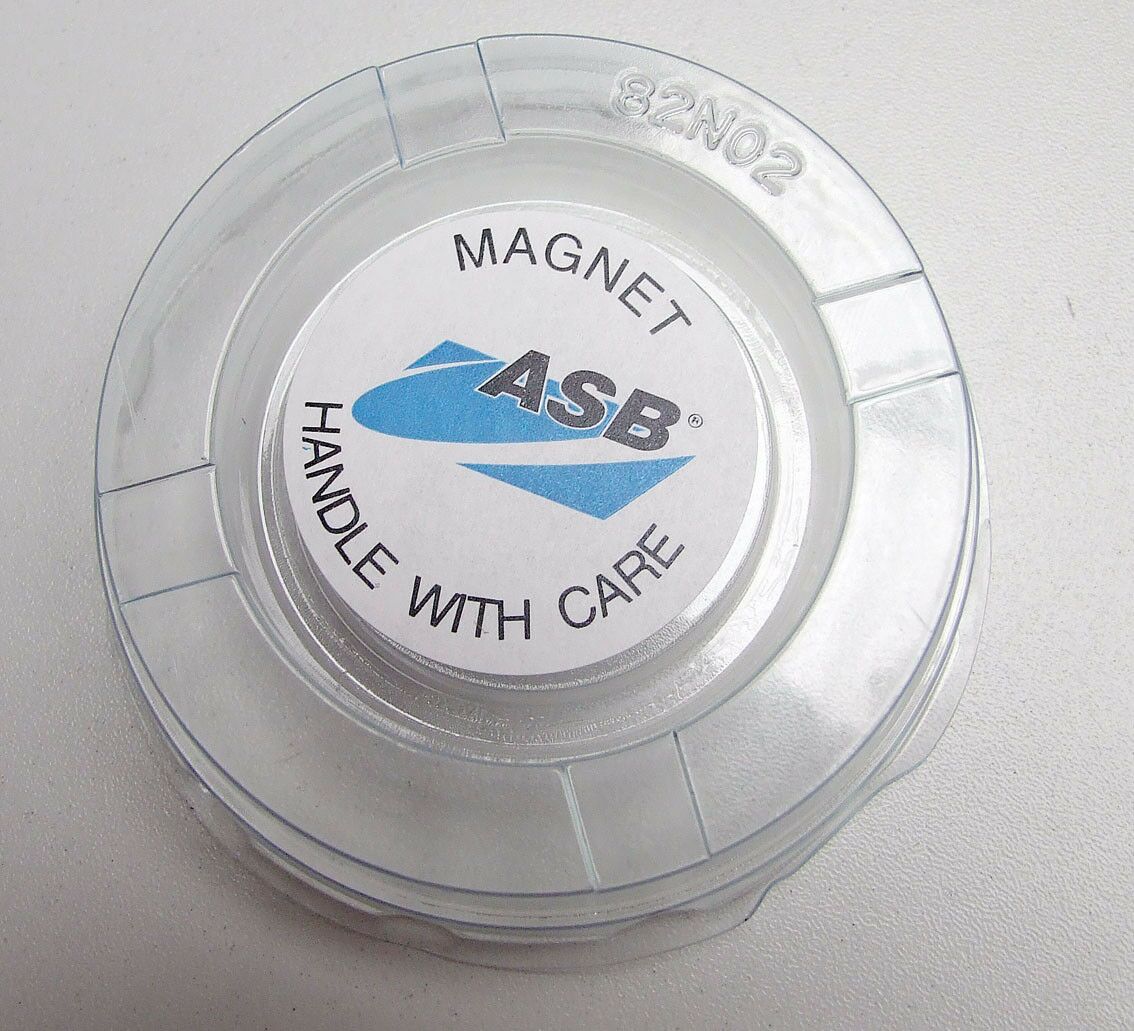 82N02
MAGNET
ASB®
HANDLE WITH CARE